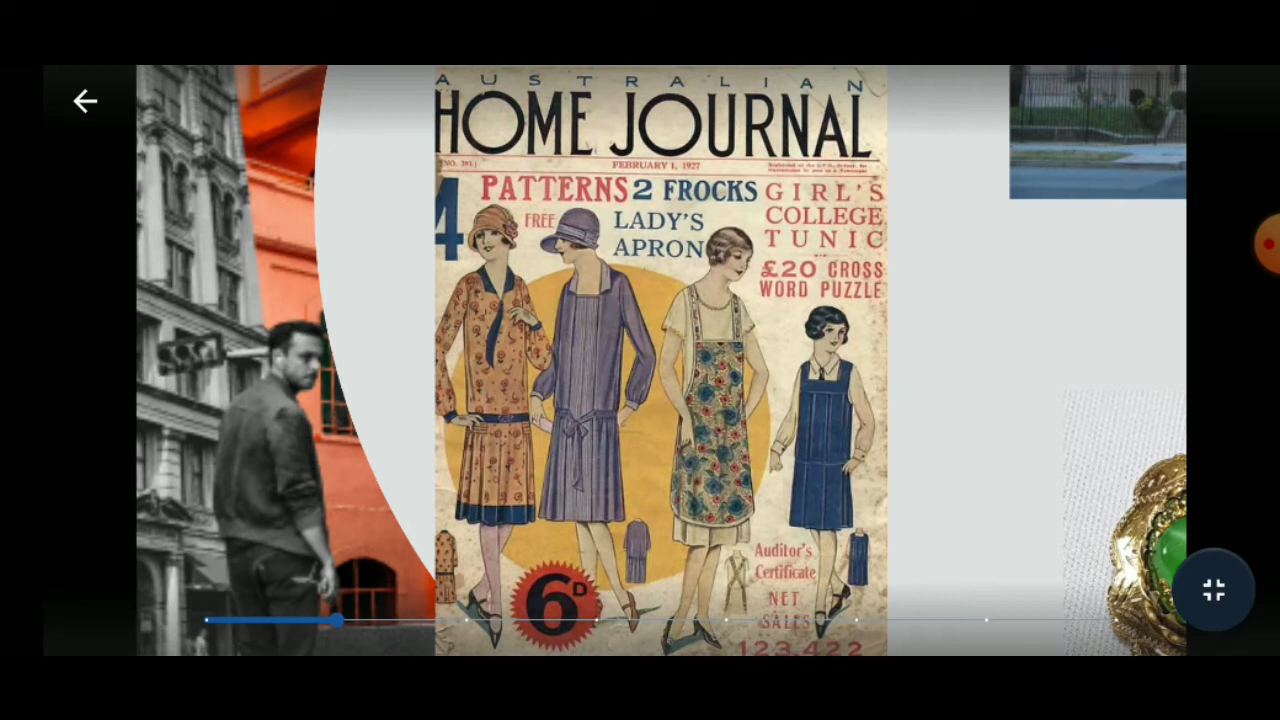 AUSTRALIAN
HOME JOURNAL
FEBRUARY 1, 1927
4 PATTERNS 2 FROCKS
FREE LADY'S
APRON
GIRL'S
COLLEGE
TUNIC
£20 CROSS
WORD PUZZLE
6D
Auditor's
Certificate
NET
SALES
123,422